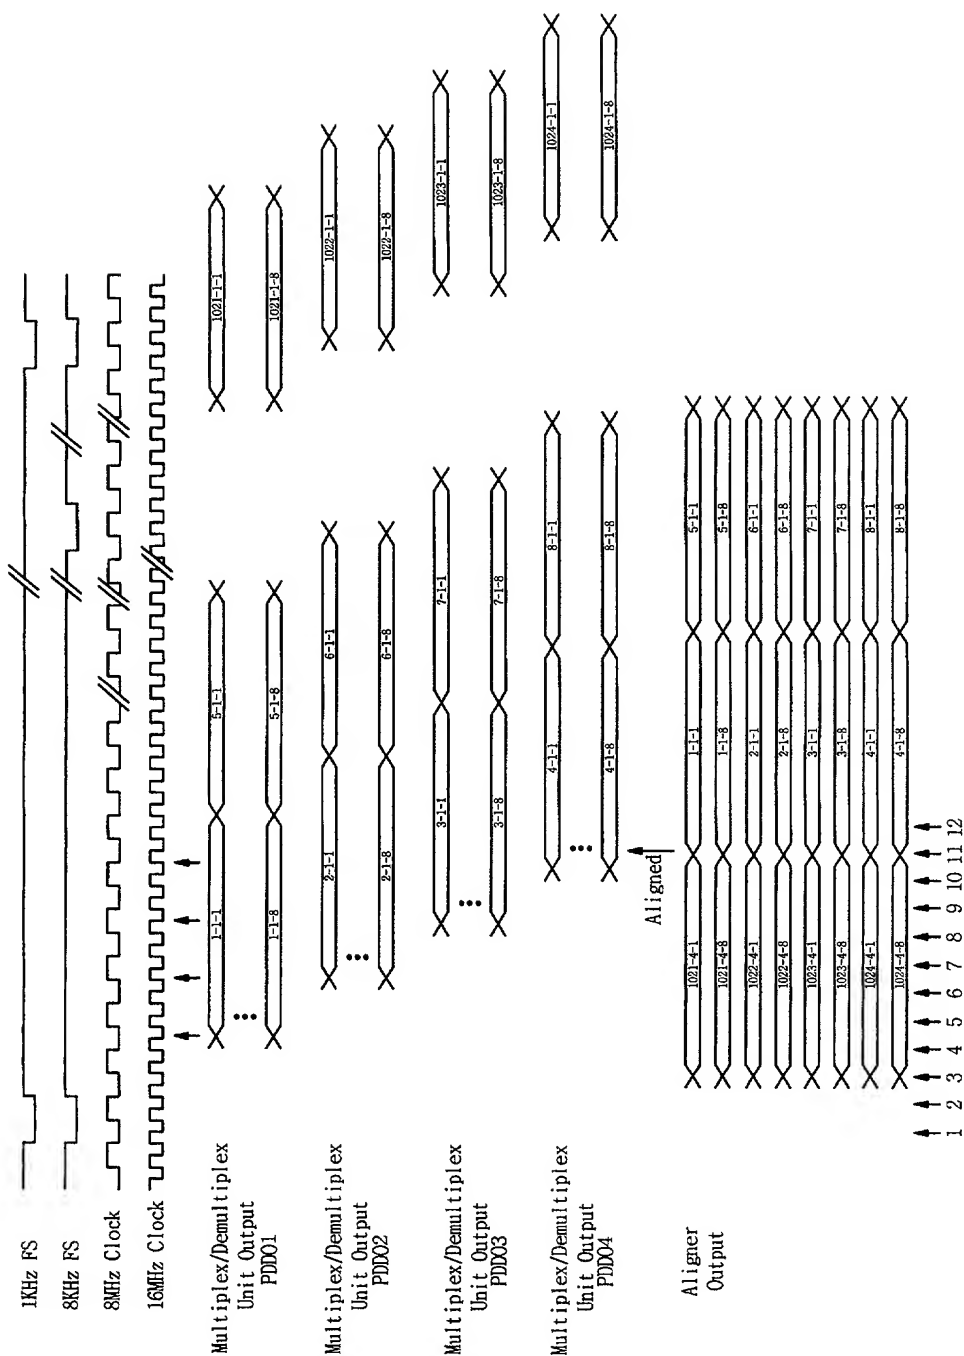 1KHz FS
8KHz FS
8MHz Clock
16MHz Clock
Multiplex/Demultiplex
Unit Output
PDDO1
1-1-1
5-1-1
1021-1-1
1-1-8
5-1-8
1021-1-8
Multiplex/Demultiplex
Unit Output
PDDO2
2-1-1
6-1-1
1022-1-1
2-1-8
6-1-8
1022-1-8
Multiplex/Demultiplex
Unit Output
PDDO3
3-1-1
7-1-1
1023-1-1
3-1-8
7-1-8
1023-1-8
Multiplex/Demultiplex
Unit Output
PDDO4
4-1-1
8-1-1
1024-1-1
4-1-8
8-1-8
1024-1-8
Aligned
Aligner
Output
1021-4-1
1-1-1
5-1-1
1021-4-8
1-1-8
5-1-8
1022-4-1
2-1-1
6-1-1
1022-4-8
2-1-8
6-1-8
1023-4-1
3-1-1
7-1-1
1023-4-8
3-1-8
7-1-8
1024-4-1
4-1-1
8-1-1
1024-4-8
4-1-8
8-1-8
1 2 3 4 5 6 7 8 9 10 11 12